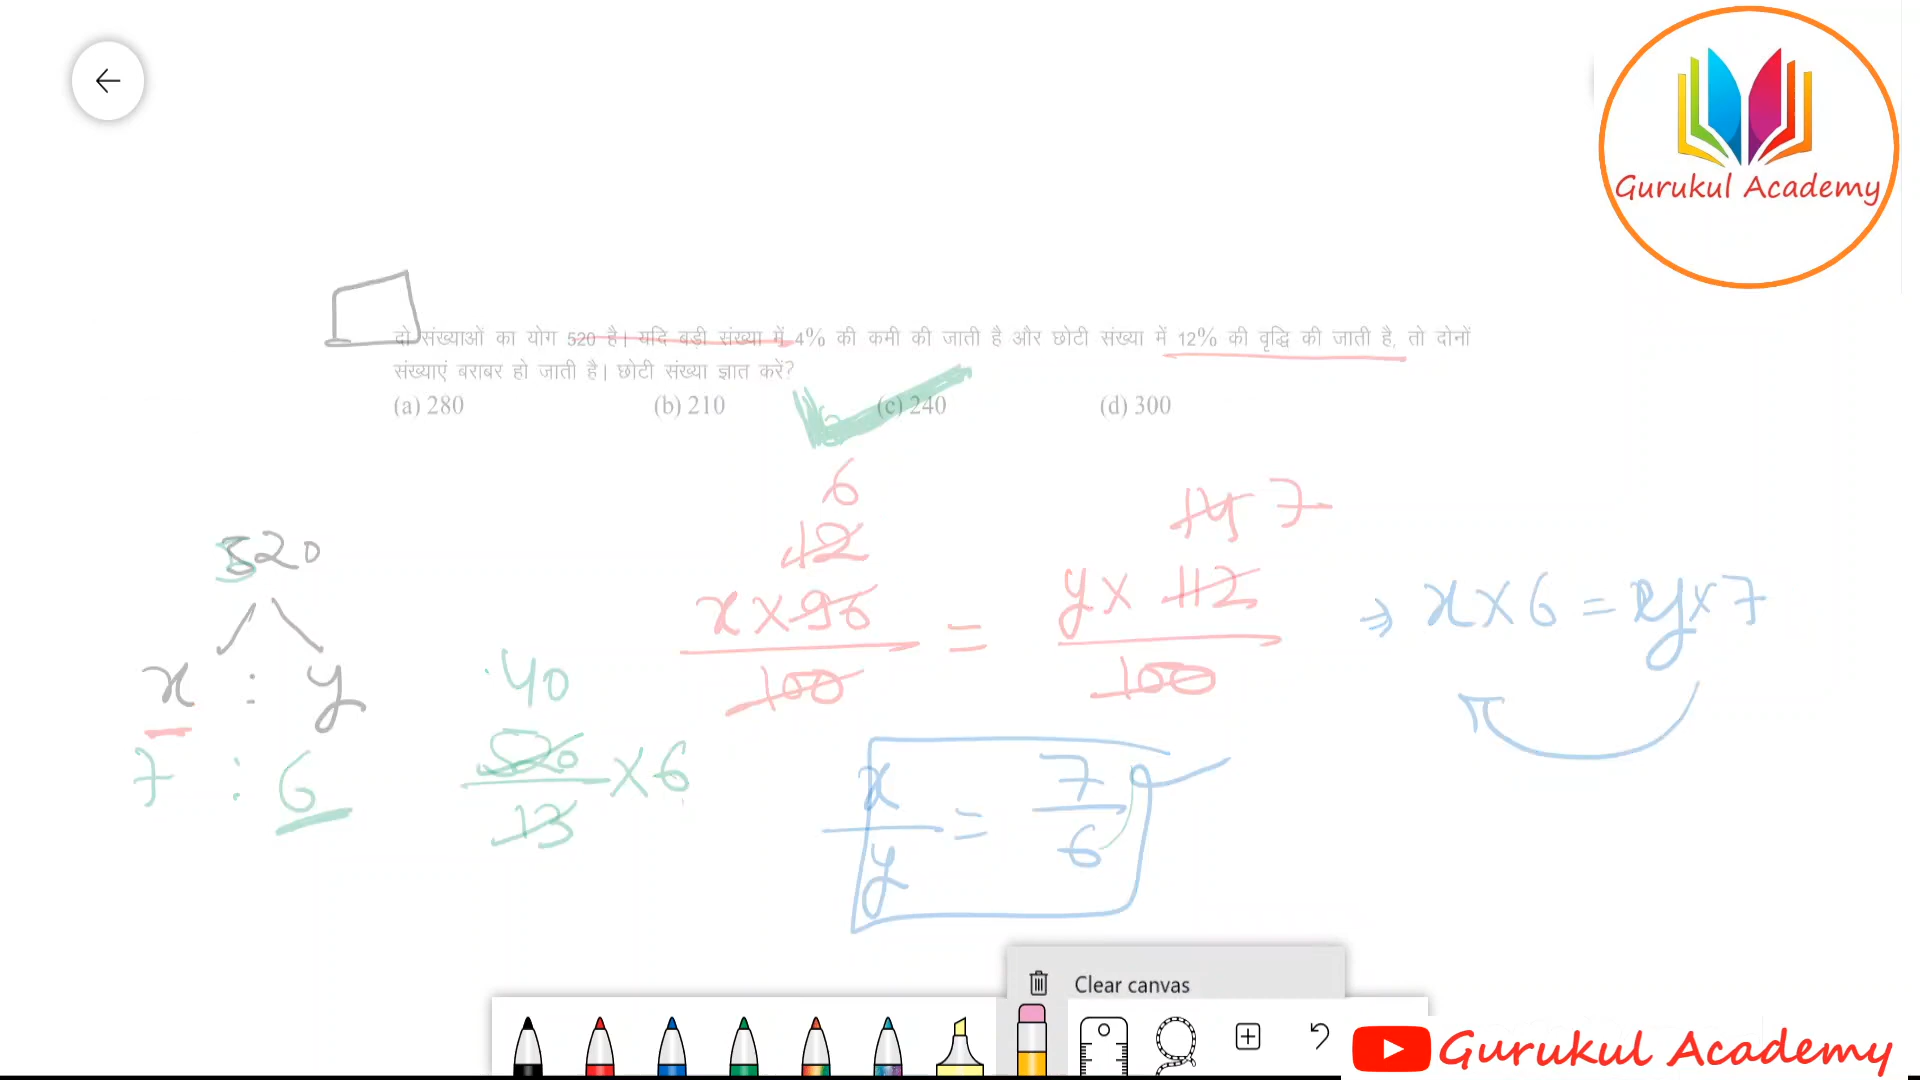 Gurukul Academy
दो संख्याओं का योग 520 है। यदि बड़ी संख्या में 4% की कमी की जाती है और छोटी संख्या में 12% की वृद्धि की जाती है, तो दोनों
संख्याएं बराबर हो जाती है। छोटी संख्या ज्ञात करें?
(a) 280 (b) 210 (c) 240 (d) 300
6
12
14 7
520
x × 96 / 100 = y × 112 / 100
⇒ x × 6 = y × 7
x : y
40
7 : 6
520 / 13 × 6
x / y = 7 / 6
Clear canvas
Gurukul Academy